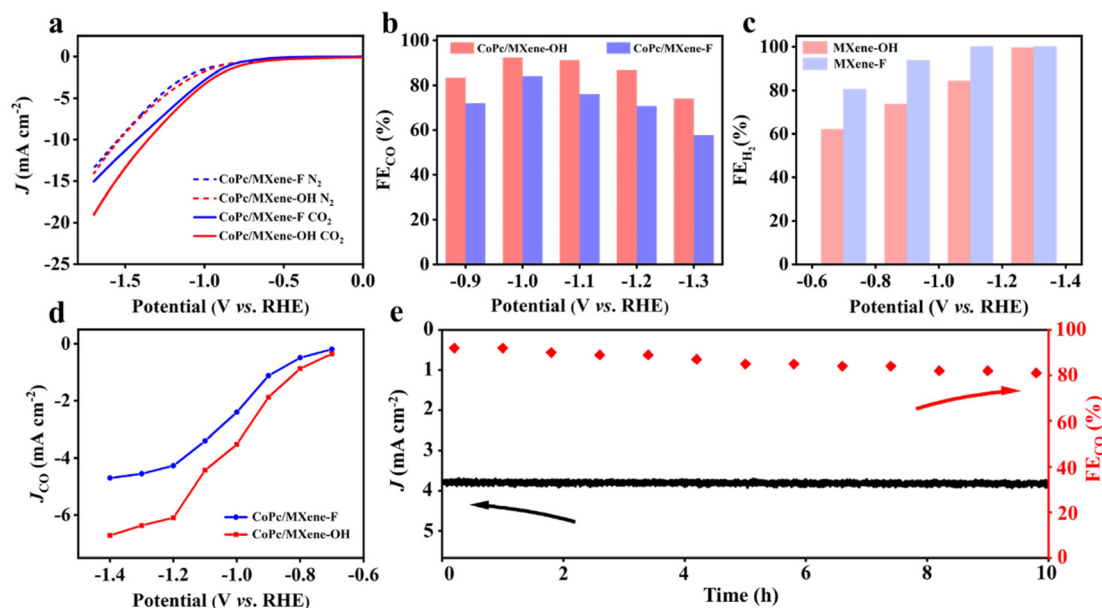 a
0
-5
-10
-15
-20
-25
J (mA cm⁻²)
CoPc/MXene-F N₂
CoPc/MXene-OH N₂
CoPc/MXene-F CO₂
CoPc/MXene-OH CO₂
-1.5
-1.0
-0.5
0.0
Potential (V vs. RHE)
b
100
80
60
40
20
0
FE_CO (%)
CoPc/MXene-OH
CoPc/MXene-F
-0.9
-1.0
-1.1
-1.2
-1.3
Potential (V vs. RHE)
c
100
80
60
40
20
0
FE_H₂ (%)
MXene-OH
MXene-F
-0.6
-0.8
-1.0
-1.2
-1.4
Potential (V vs. RHE)
d
0
-2
-4
-6
J_CO (mA cm⁻²)
CoPc/MXene-F
CoPc/MXene-OH
-1.4
-1.2
-1.0
-0.8
-0.6
Potential (V vs. RHE)
e
0
1
2
3
4
5
J (mA cm⁻²)
0
2
4
6
8
10
Time (h)
100
80
60
40
20
0
FE_CO (%)